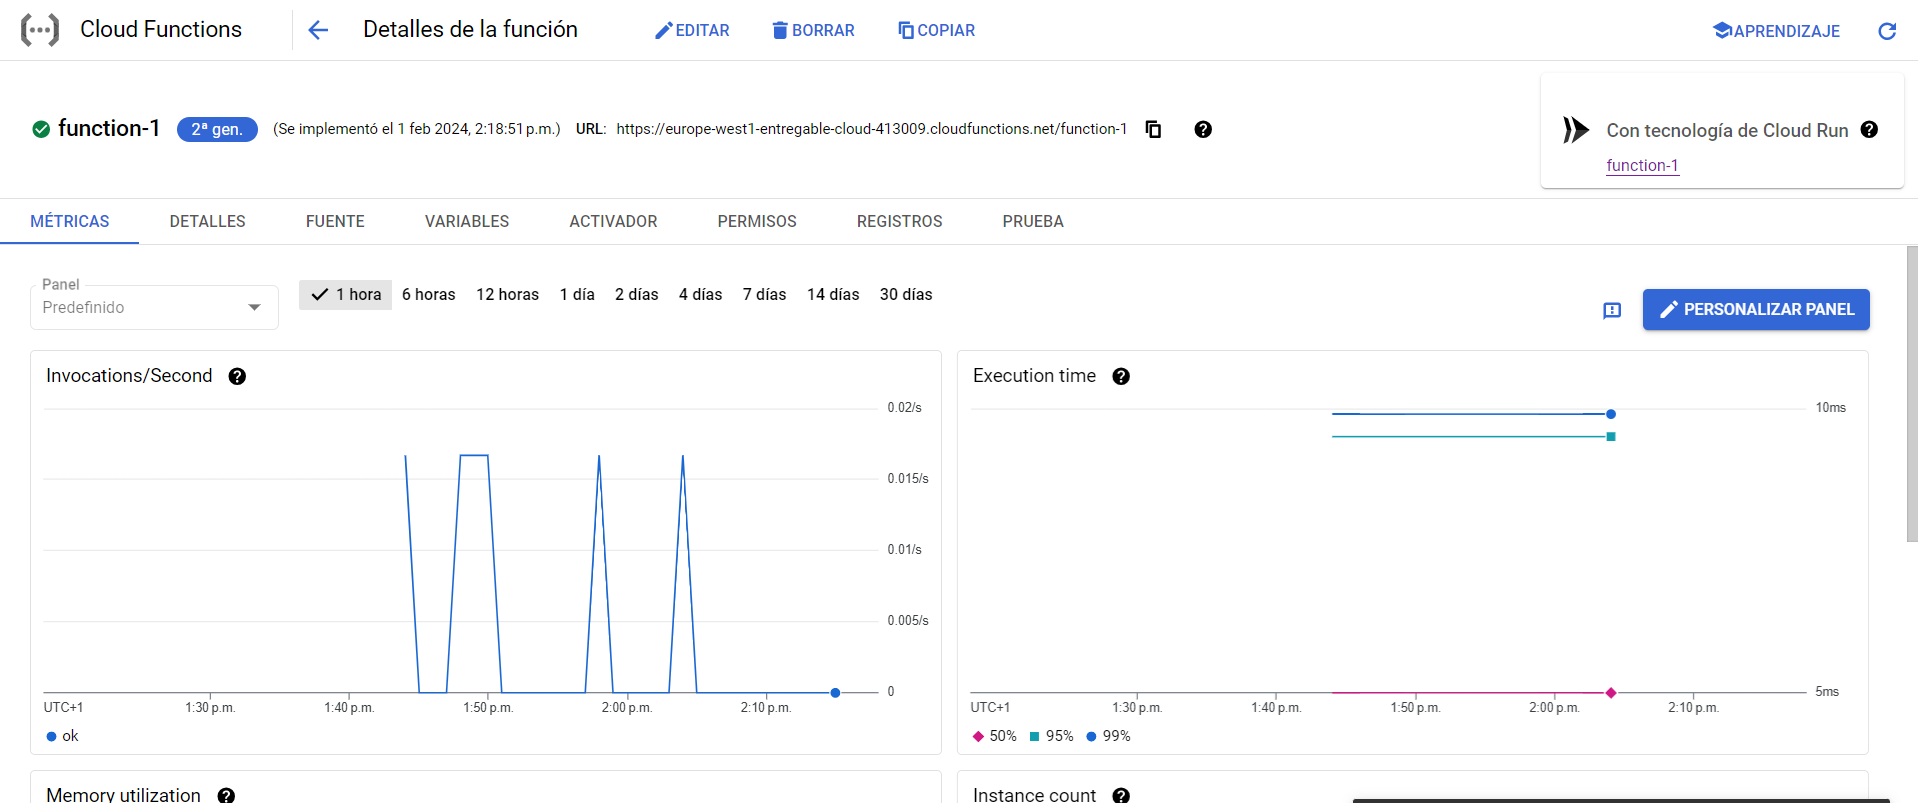 Cloud Functions
Detalles de la función
EDITAR
BORRAR
COPIAR
APRENDIZAJE
function-1
2ª gen.
(Se implementó el 1 feb 2024, 2:18:51 p.m.)
URL: https://europe-west1-entregable-cloud-413009.cloudfunctions.net/function-1
Con tecnología de Cloud Run
function-1
MÉTRICAS
DETALLES
FUENTE
VARIABLES
ACTIVADOR
PERMISOS
REGISTROS
PRUEBA
Panel
Predefinido
1 hora
6 horas
12 horas
1 día
2 días
4 días
7 días
14 días
30 días
PERSONALIZAR PANEL
Invocations/Second
0.02/s
0.015/s
0.01/s
0.005/s
0
UTC+1
1:30 p.m.
1:40 p.m.
1:50 p.m.
2:00 p.m.
2:10 p.m.
ok
Execution time
10ms
5ms
UTC+1
1:30 p.m.
1:40 p.m.
1:50 p.m.
2:00 p.m.
2:10 p.m.
50%
95%
99%
Memory utilization
Instance count